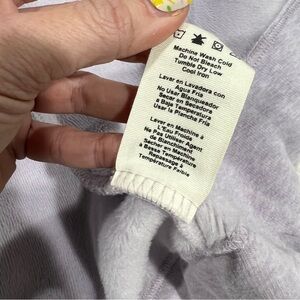 Machine Wash Cold
Do Not Bleach
Tumble Dry Low
Cool Iron
Lavar en Lavadora con
Agua Fria
No Usar Blanqueador
Secar en Secadora
a Baja Temperatura
Usar la Plancha Fria
Laver en Machine à
L'Eau Froide
Ne Pas Utiliser Agent
de Blanchiment
Sécher en Machine
à Basse Température
Repassage à
Température Faible